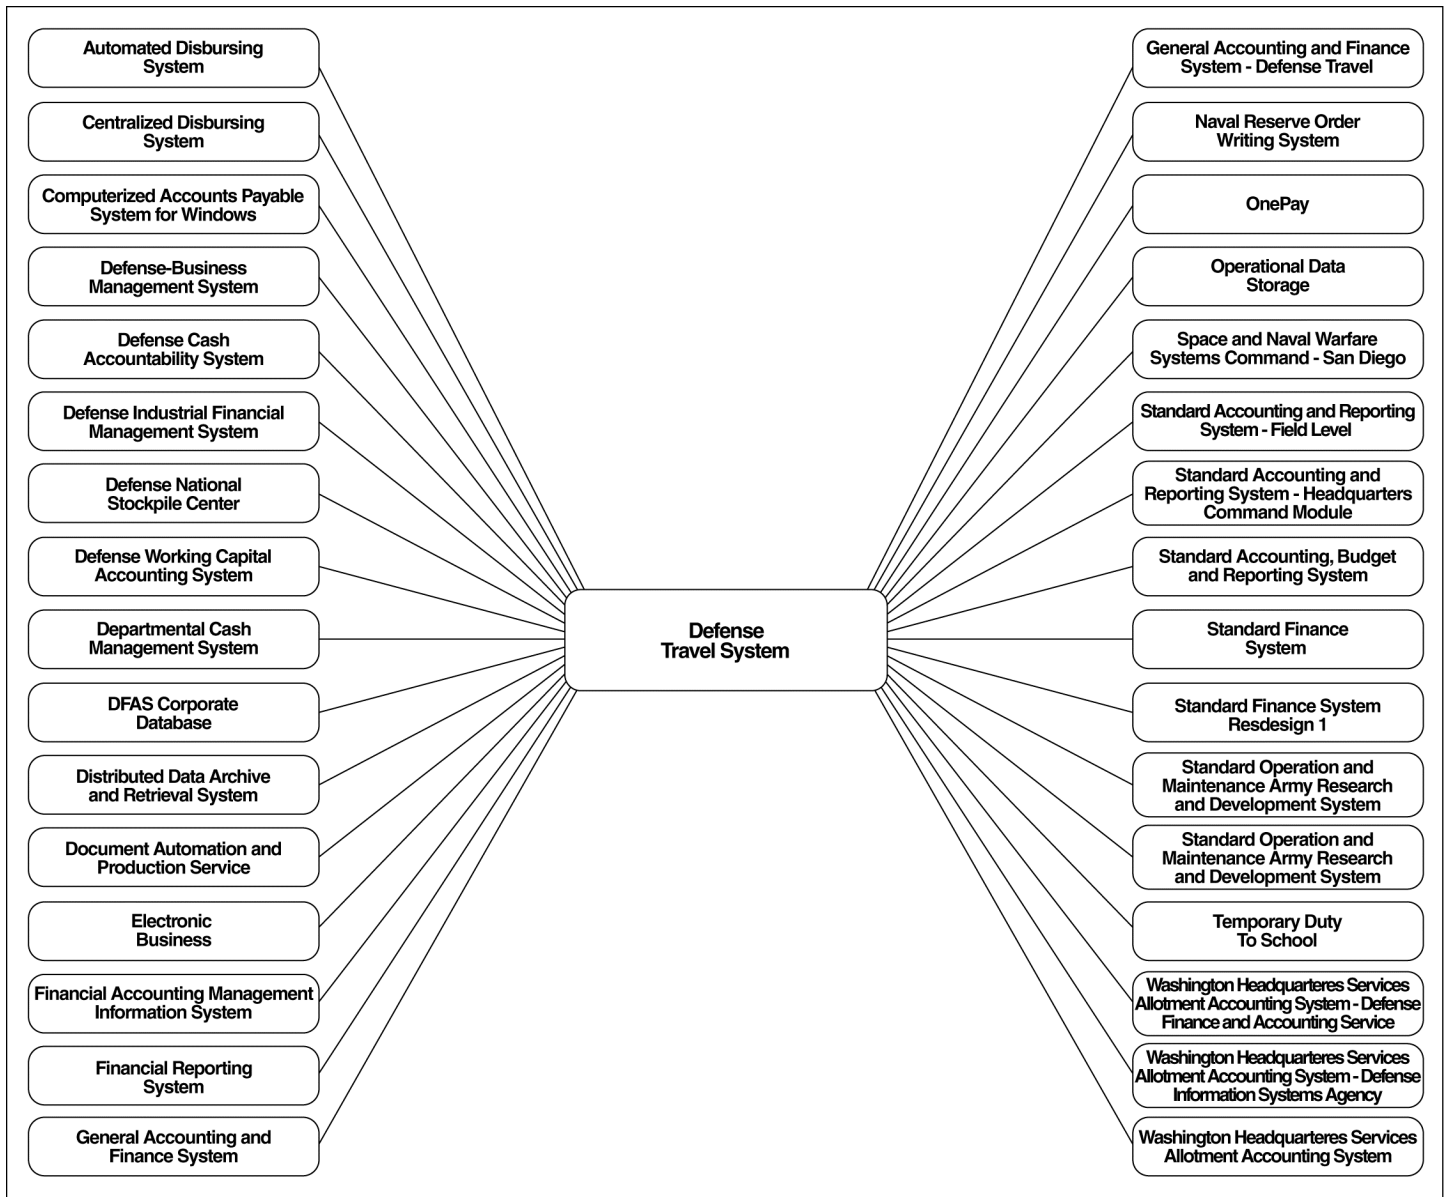 Automated Disbursing
System
Centralized Disbursing
System
Computerized Accounts Payable
System for Windows
Defense-Business
Management System
Defense Cash
Accountability System
Defense Industrial Financial
Management System
Defense National
Stockpile Center
Defense Working Capital
Accounting System
Departmental Cash
Management System
DFAS Corporate
Database
Distributed Data Archive
and Retrieval System
Document Automation and
Production Service
Electronic
Business
Financial Accounting Management
Information System
Financial Reporting
System
General Accounting and
Finance System
Defense
Travel System
General Accounting and Finance
System - Defense Travel
Naval Reserve Order
Writing System
OnePay
Operational Data
Storage
Space and Naval Warfare
Systems Command - San Diego
Standard Accounting and Reporting
System - Field Level
Standard Accounting and
Reporting System - Headquarters
Command Module
Standard Accounting, Budget
and Reporting System
Standard Finance
System
Standard Finance System
Resdesign 1
Standard Operation and
Maintenance Army Research
and Development System
Standard Operation and
Maintenance Army Research
and Development System
Temporary Duty
To School
Washington Headquarteres Services
Allotment Accounting System - Defense
Finance and Accounting Service
Washington Headquarteres Services
Allotment Accounting System - Defense
Information Systems Agency
Washington Headquarteres Services
Allotment Accounting System